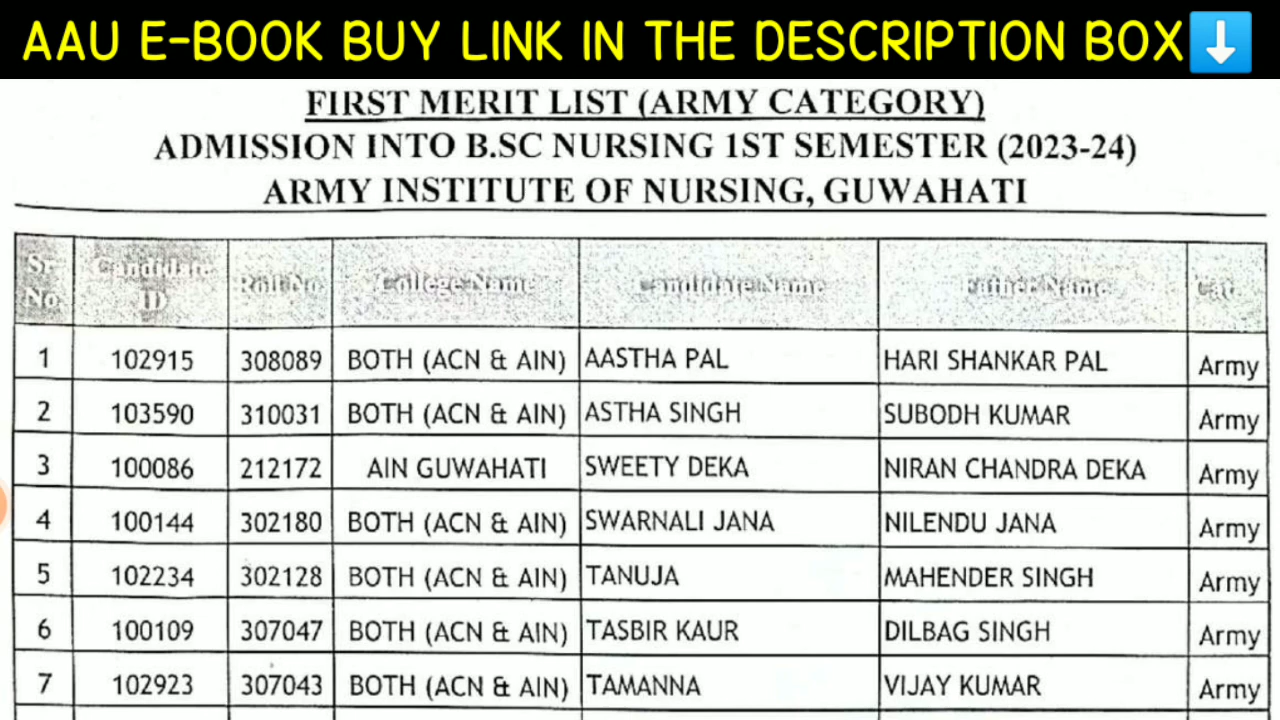 AAU E-BOOK BUY LINK IN THE DESCRIPTION BOX⬇
FIRST MERIT LIST (ARMY CATEGORY)
ADMISSION INTO B.SC NURSING 1ST SEMESTER (2023-24)
ARMY INSTITUTE OF NURSING, GUWAHATI
Sr. No. Candidate ID Roll No College Name Candidate Name Father Name Cat.
1 102915 308089 BOTH (ACN & AIN) AASTHA PAL HARI SHANKAR PAL Army
2 103590 310031 BOTH (ACN & AIN) ASTHA SINGH SUBODH KUMAR Army
3 100086 212172 AIN GUWAHATI SWEETY DEKA NIRAN CHANDRA DEKA Army
4 100144 302180 BOTH (ACN & AIN) SWARNALI JANA NILENDU JANA Army
5 102234 302128 BOTH (ACN & AIN) TANUJA MAHENDER SINGH Army
6 100109 307047 BOTH (ACN & AIN) TASBIR KAUR DILBAG SINGH Army
7 102923 307043 BOTH (ACN & AIN) TAMANNA VIJAY KUMAR Army